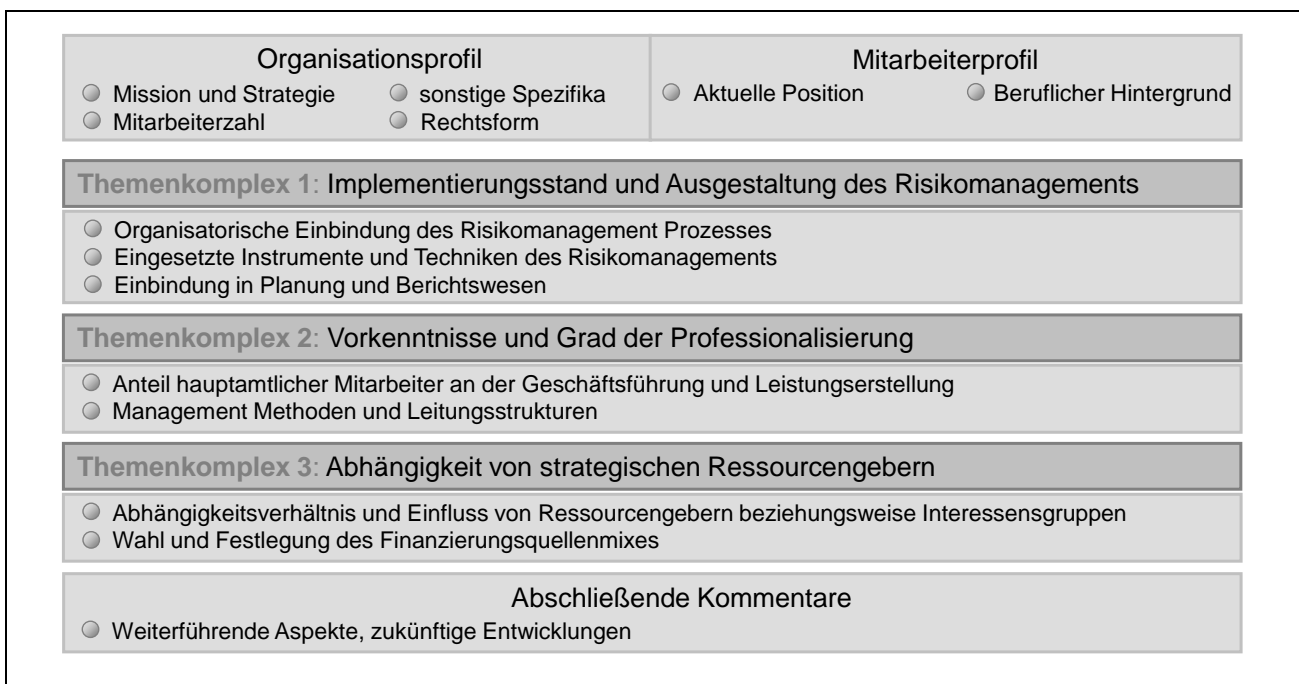 Organisationsprofil
Mission und Strategie
sonstige Spezifika
Mitarbeiterzahl
Rechtsform
Mitarbeiterprofil
Aktuelle Position
Beruflicher Hintergrund
Themenkomplex 1: Implementierungsstand und Ausgestaltung des Risikomanagements
Organisatorische Einbindung des Risikomanagement Prozesses
Eingesetzte Instrumente und Techniken des Risikomanagements
Einbindung in Planung und Berichtswesen
Themenkomplex 2: Vorkenntnisse und Grad der Professionalisierung
Anteil hauptamtlicher Mitarbeiter an der Geschäftsführung und Leistungserstellung
Management Methoden und Leitungsstrukturen
Themenkomplex 3: Abhängigkeit von strategischen Ressourcengebern
Abhängigkeitsverhältnis und Einfluss von Ressourcengebern beziehungsweise Interessensgruppen
Wahl und Festlegung des Finanzierungsquellenmixes
Abschließende Kommentare
Weiterführende Aspekte, zukünftige Entwicklungen